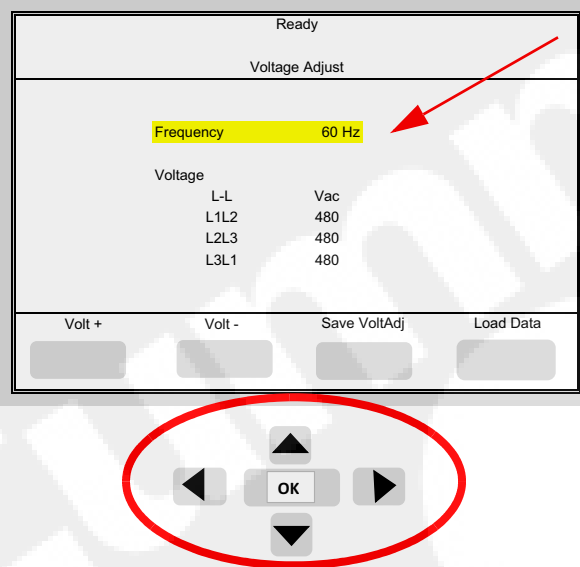 Ready
Voltage Adjust
Frequency 60 Hz
Voltage
L-L Vac
L1L2 480
L2L3 480
L3L1 480
Volt + Volt - Save VoltAdj Load Data
OK